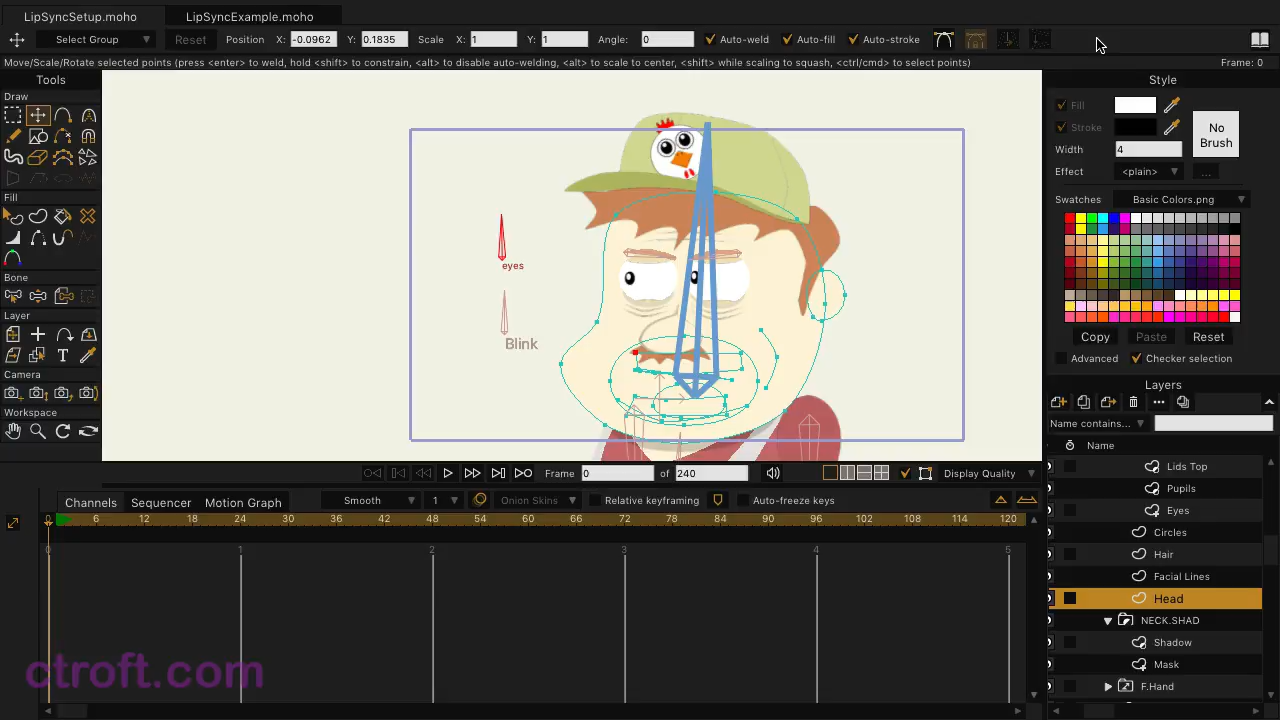 LipSyncSetup.moho LipSyncExample.moho
Select Group Reset Position X: -0.0962 Y: 0.1835 Scale X: 1 Y: 1 Angle: 0 Auto-weld Auto-fill Auto-stroke
Move/Scale/Rotate selected points (press <enter> to weld, hold <shift> to constrain, <alt> to disable auto-welding, <alt> to scale to center, <shift> while scaling to squash, <ctrl/cmd> to select points) Frame: 0
Tools
Draw
Fill
Bone
Layer
Camera
Workspace
eyes
Blink
Style
Fill
Stroke
No Brush
Width 4
Effect <plain> ...
Swatches Basic Colors.png
Copy Paste Reset
Advanced Checker selection
Layers
Name contains...
Name
Lids Top
Pupils
Eyes
Circles
Hair
Facial Lines
Head
NECK.SHAD
Shadow
Mask
F.Hand
Frame 0 of 240 Display Quality
Channels Sequencer Motion Graph Smooth 1 Onion Skins Relative keyframing Auto-freeze keys
6 12 18 24 30 36 42 48 54 60 66 72 78 84 90 96 102 108 114 120
0 1 2 3 4 5
ctroft.com